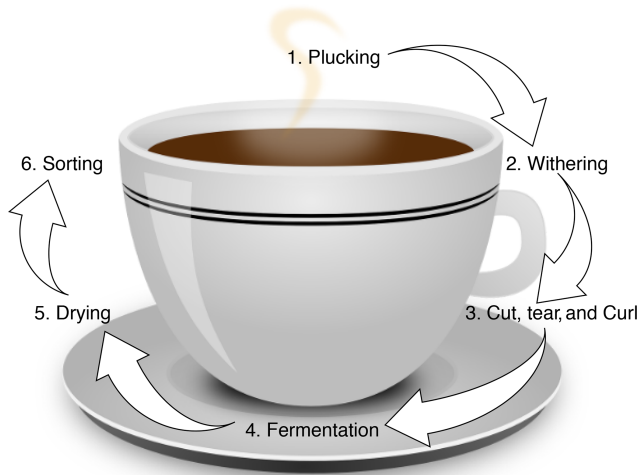 1. Plucking
2. Withering
3. Cut, tear, and Curl
4. Fermentation
5. Drying
6. Sorting